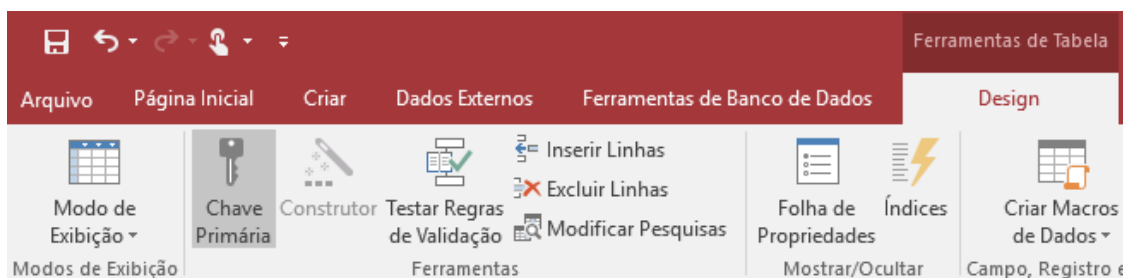 Ferramentas de Tabela
Arquivo Página Inicial Criar Dados Externos Ferramentas de Banco de Dados Design
Modo de Exibição
Chave Primária
Construtor
Testar Regras de Validação
Inserir Linhas
Excluir Linhas
Modificar Pesquisas
Folha de Propriedades
Índices
Criar Macros de Dados
Modos de Exibição Ferramentas Mostrar/Ocultar Campo, Registro e